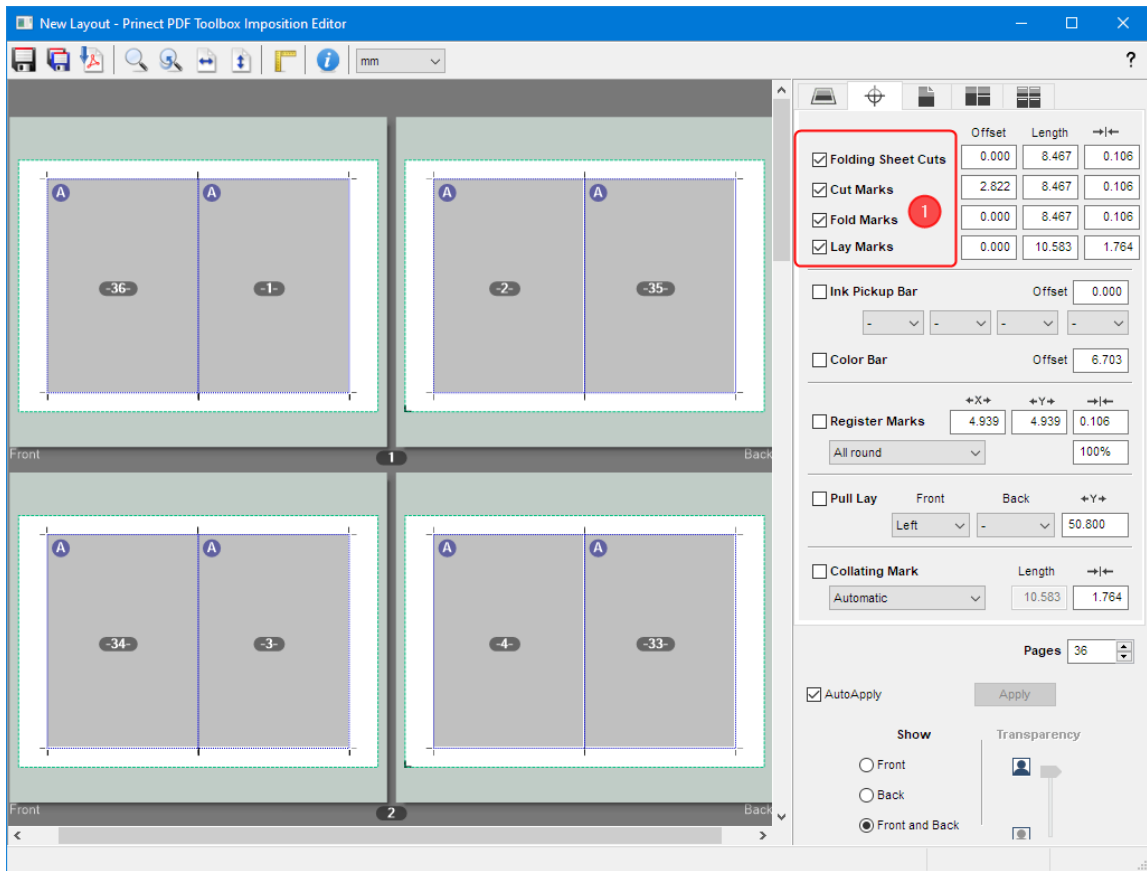 New Layout - Prinect PDF Toolbox Imposition Editor
mm
?
Offset Length
Folding Sheet Cuts 0.000 8.467 0.106
Cut Marks 2.822 8.467 0.106
Fold Marks 1 0.000 8.467 0.106
Lay Marks 0.000 10.583 1.764
Ink Pickup Bar Offset 0.000
- - - -
Color Bar Offset 6.703
X Y
Register Marks 4.939 4.939 0.106
All round 100%
Pull Lay Front Back Y
Left - 50.800
Collating Mark Length
Automatic 10.583 1.764
Pages 36
AutoApply Apply
Show Transparency
Front
Back
Front and Back
A A A A
-36- -1- -2- -35-
Front 1 Back
A A A A
-34- -3- -4- -33-
Front 2 Back